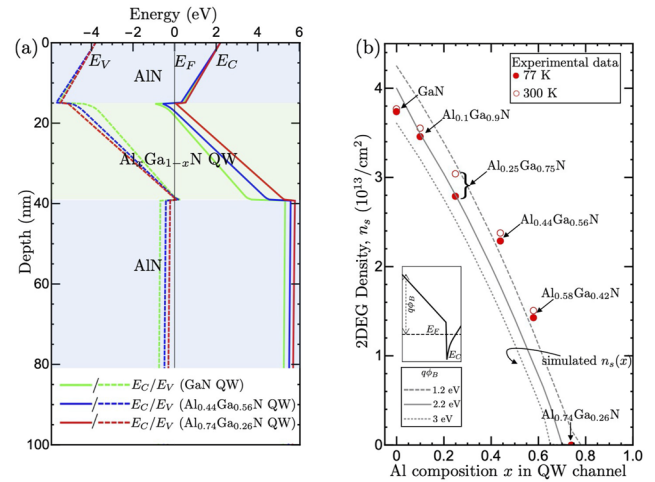 Energy (eV)
−4 −2 0 2 4 6
(a)
0
20
40
60
80
100
Depth (nm)
E_V
E_F
E_C
AlN
Al_xGa_{1−x}N QW
AlN
E_C/E_V (GaN QW)
E_C/E_V (Al_{0.44}Ga_{0.56}N QW)
E_C/E_V (Al_{0.74}Ga_{0.26}N QW)
(b)
2DEG Density, n_s (10^{13}/cm^2)
4
2
0
Experimental data
77 K
300 K
GaN
Al_{0.1}Ga_{0.9}N
Al_{0.25}Ga_{0.75}N
Al_{0.44}Ga_{0.56}N
Al_{0.58}Ga_{0.42}N
simulated n_s(x)
Al_{0.74}Ga_{0.26}N
qϕ_B
E_F
E_C
qϕ_B
1.2 eV
2.2 eV
3 eV
0.0 0.2 0.4 0.6 0.8 1.0
Al composition x in QW channel